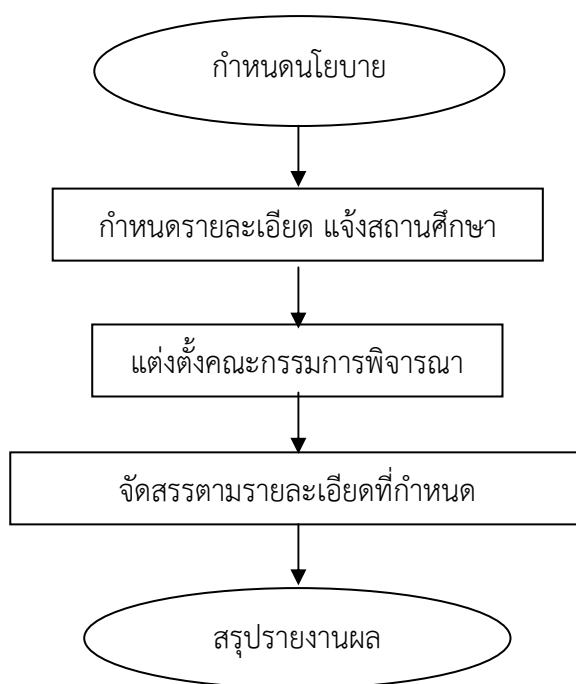 กำหนดนโยบาย
กำหนดรายละเอียด แจ้งสถานศึกษา
แต่งตั้งคณะกรรมการพิจารณา
จัดสรรตามรายละเอียดที่กำหนด
สรุปรายงานผล